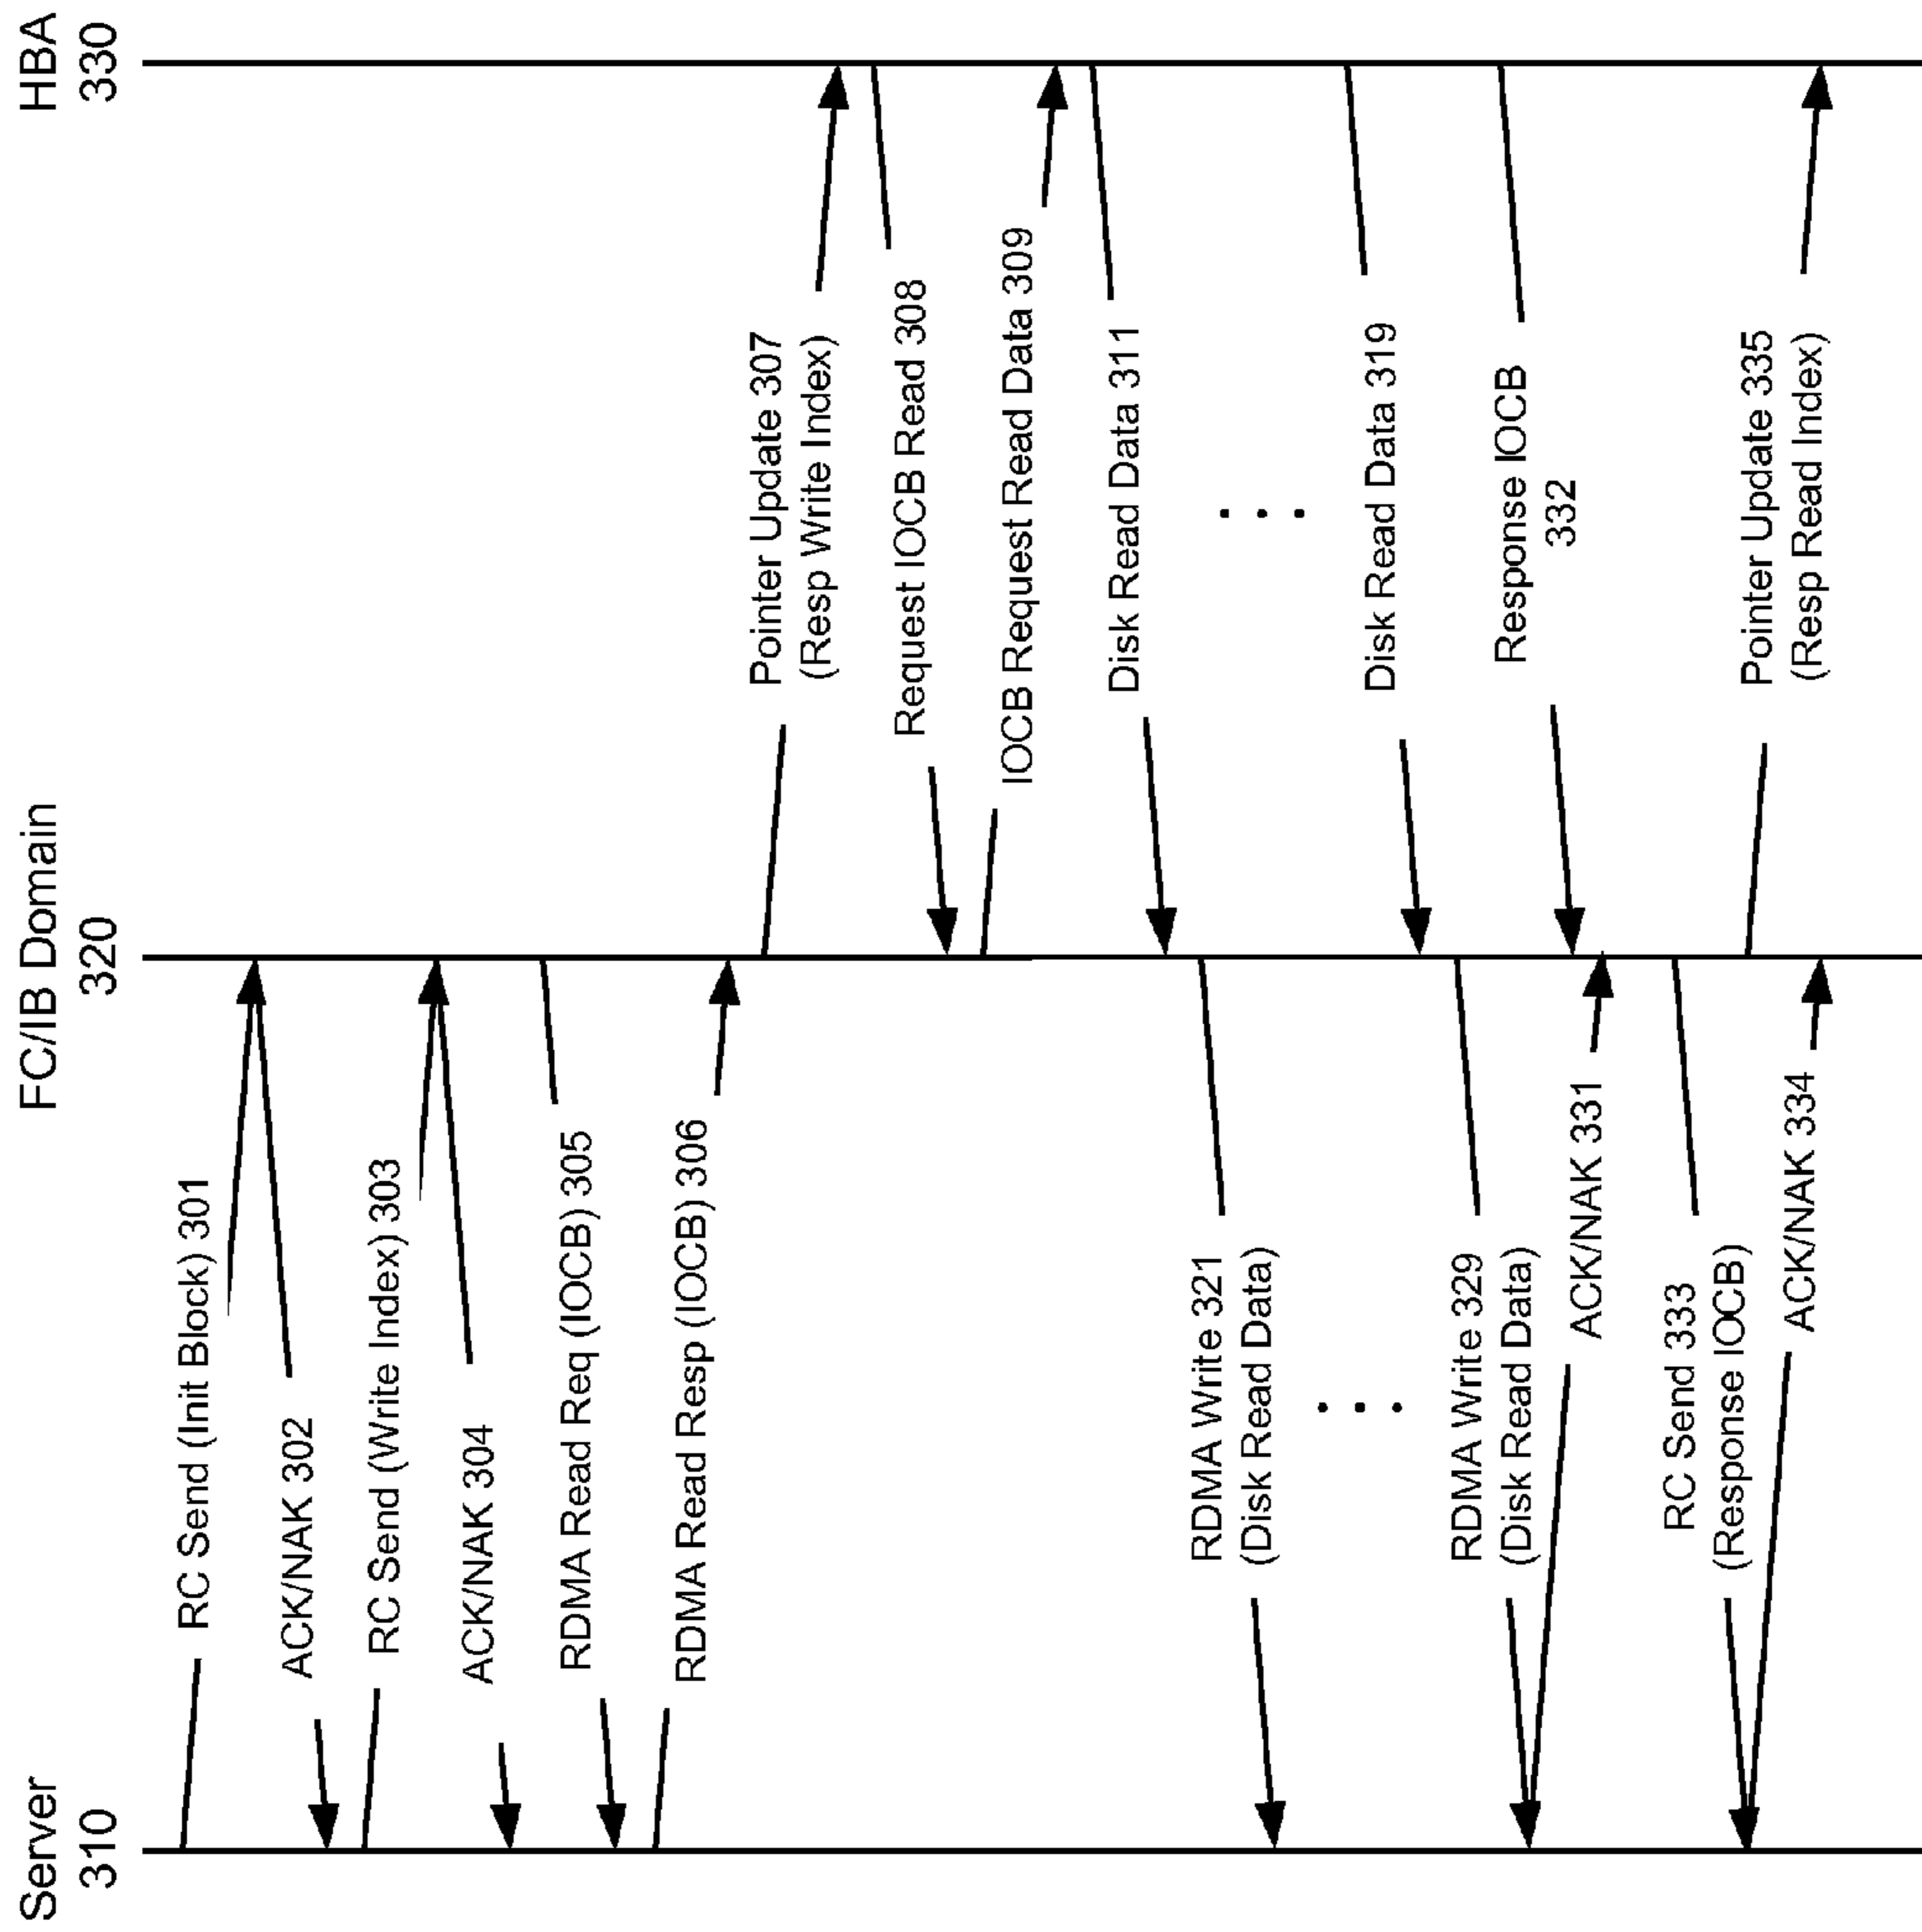 Server
310
FC/IB Domain
320
HBA
330
RC Send (Init Block) 301
ACK/NAK 302
RC Send (Write Index) 303
ACK/NAK 304
RDMA Read Req (IOCB) 305
RDMA Read Resp (IOCB) 306
Pointer Update 307
(Resp Write Index)
Request IOCB Read 308
IOCB Request Read Data 309
Disk Read Data 311
. . .
RDMA Write 321
(Disk Read Data)
. . .
Disk Read Data 319
RDMA Write 329
(Disk Read Data)
Response IOCB
332
ACK/NAK 331
RC Send 333
(Response IOCB)
ACK/NAK 334
Pointer Update 335
(Resp Read Index)